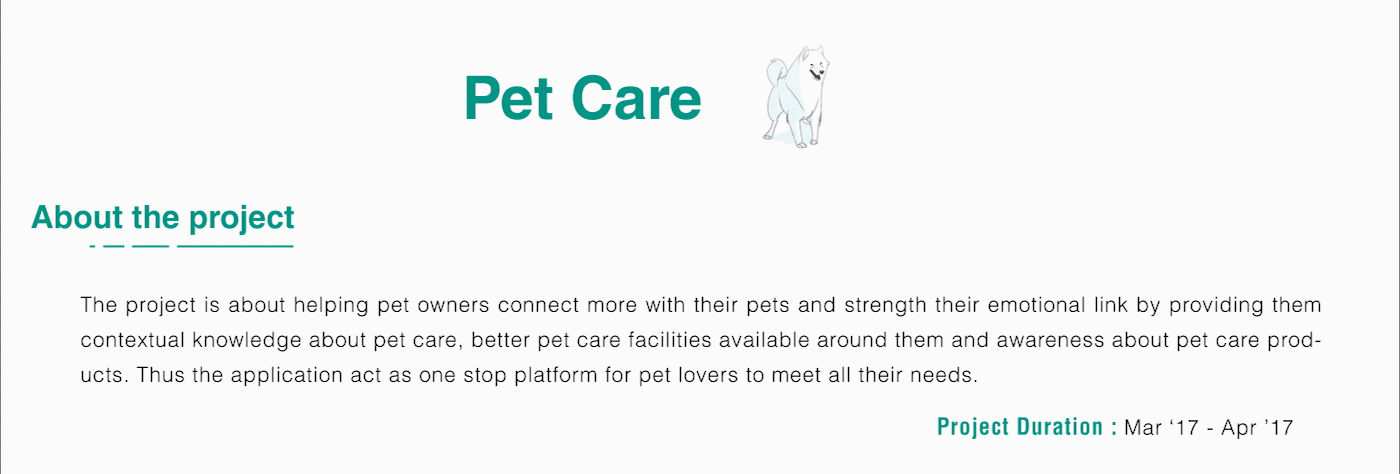 Pet Care
About the project
The project is about helping pet owners connect more with their pets and strength their emotional link by providing them
contextual knowledge about pet care, better pet care facilities available around them and awareness about pet care prod-
ucts. Thus the application act as one stop platform for pet lovers to meet all their needs.
Project Duration : Mar ‘17 - Apr ’17